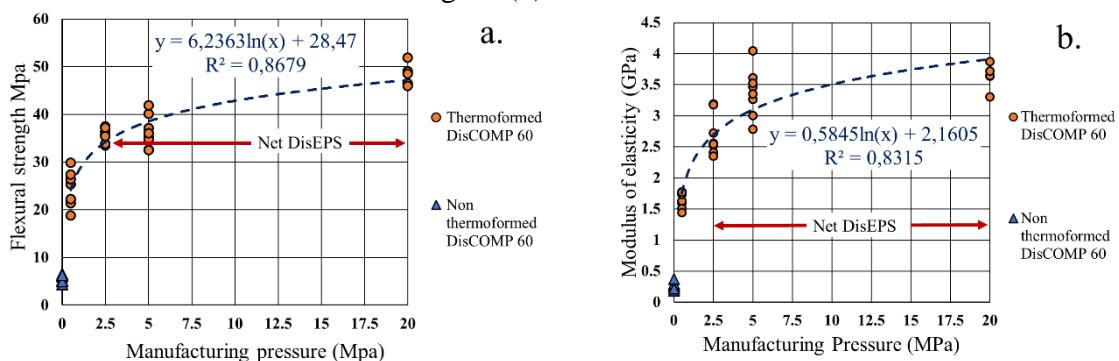 60
50
40
30
20
10
0
Flexural strength Mpa
y = 6,2363ln(x) + 28,47
R² = 0,8679
a.
Net DisEPS
0 2.5 5 7.5 10 12.5 15 17.5 20
Manufacturing pressure (Mpa)
Thermoformed
DisCOMP 60
Non
thermoformed
DisCOMP 60
4.5
4
3.5
3
2.5
2
1.5
1
0.5
0
Modulus of elasticity (GPa)
b.
y = 0,5845ln(x) + 2,1605
R² = 0,8315
Net DisEPS
0 2.5 5 7.5 10 12.5 15 17.5 20
Manufacturing Pressure (MPa)
Thermoformed
DisCOMP 60
Non
thermoformed
DisCOMP 60